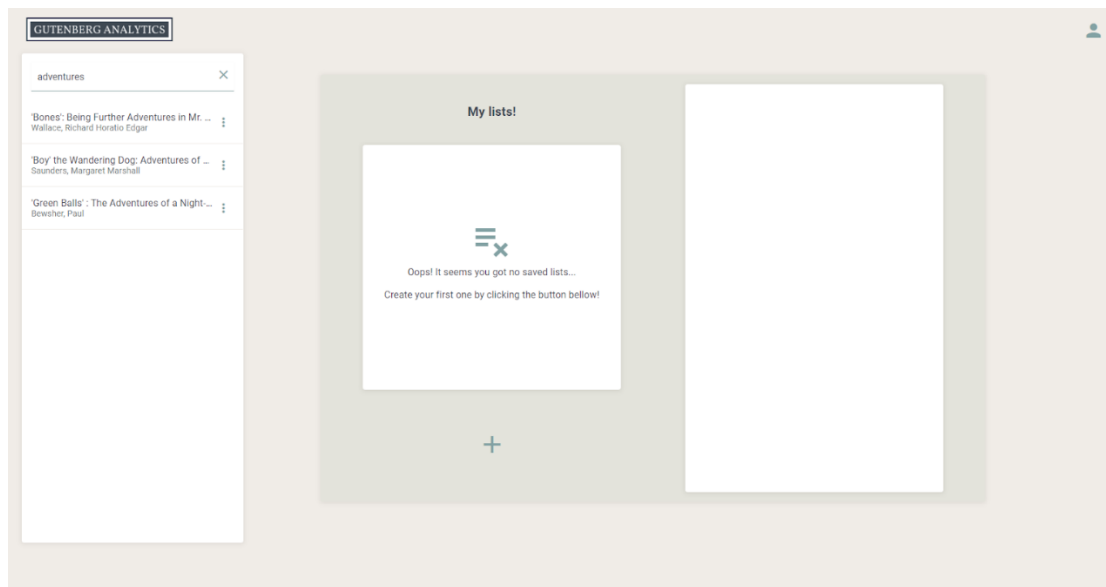 GUTENBERG ANALYTICS
adventures
'Bones': Being Further Adventures in Mr. ...
Wallace, Richard Horatio Edgar
'Boy' the Wandering Dog: Adventures of ...
Saunders, Margaret Marshall
'Green Balls' : The Adventures of a Night-...
Bewsher, Paul
My lists!
Oops! It seems you got no saved lists...
Create your first one by clicking the button bellow!